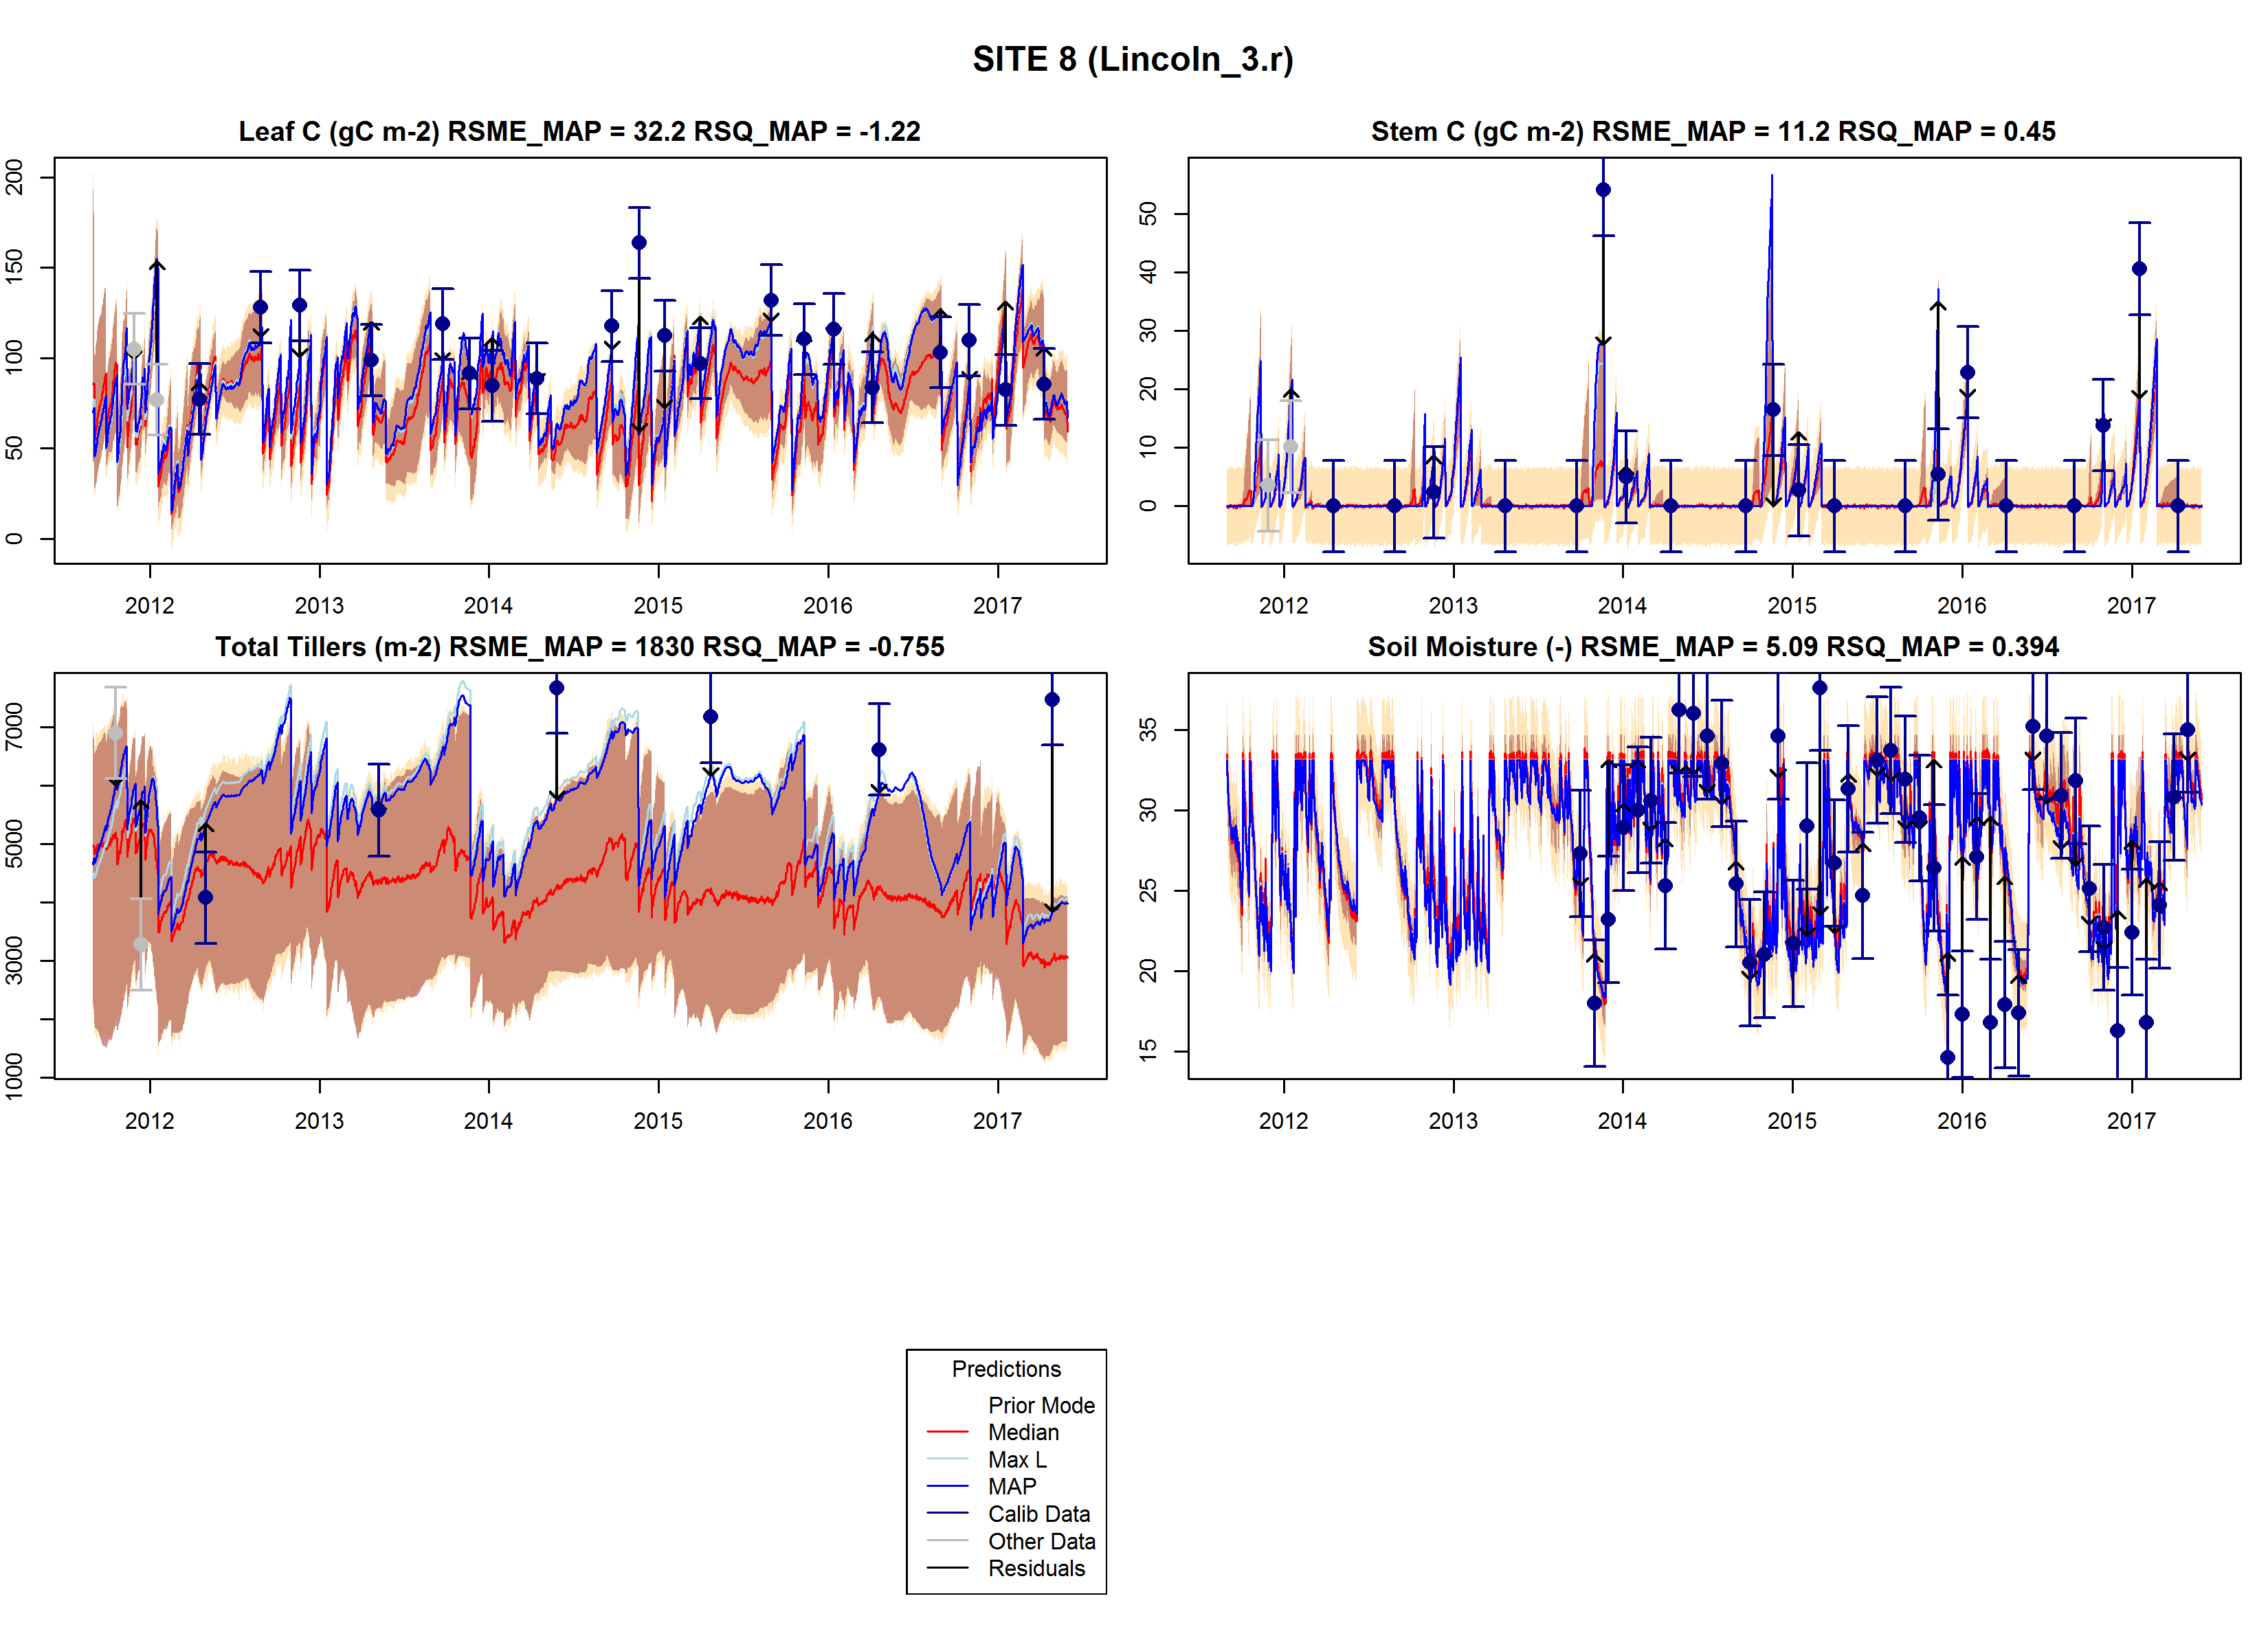 SITE 8 (Lincoln_3.r)
Leaf C (gC m-2) RSME_MAP = 32.2 RSQ_MAP = -1.22
200
150
100
50
0
2012 2013 2014 2015 2016 2017
Stem C (gC m-2) RSME_MAP = 11.2 RSQ_MAP = 0.45
50
40
30
20
10
0
2012 2013 2014 2015 2016 2017
Total Tillers (m-2) RSME_MAP = 1830 RSQ_MAP = -0.755
7000
5000
3000
1000
2012 2013 2014 2015 2016 2017
Soil Moisture (-) RSME_MAP = 5.09 RSQ_MAP = 0.394
35
30
25
20
15
2012 2013 2014 2015 2016 2017
Predictions
Prior Mode
Median
Max L
MAP
Calib Data
Other Data
Residuals